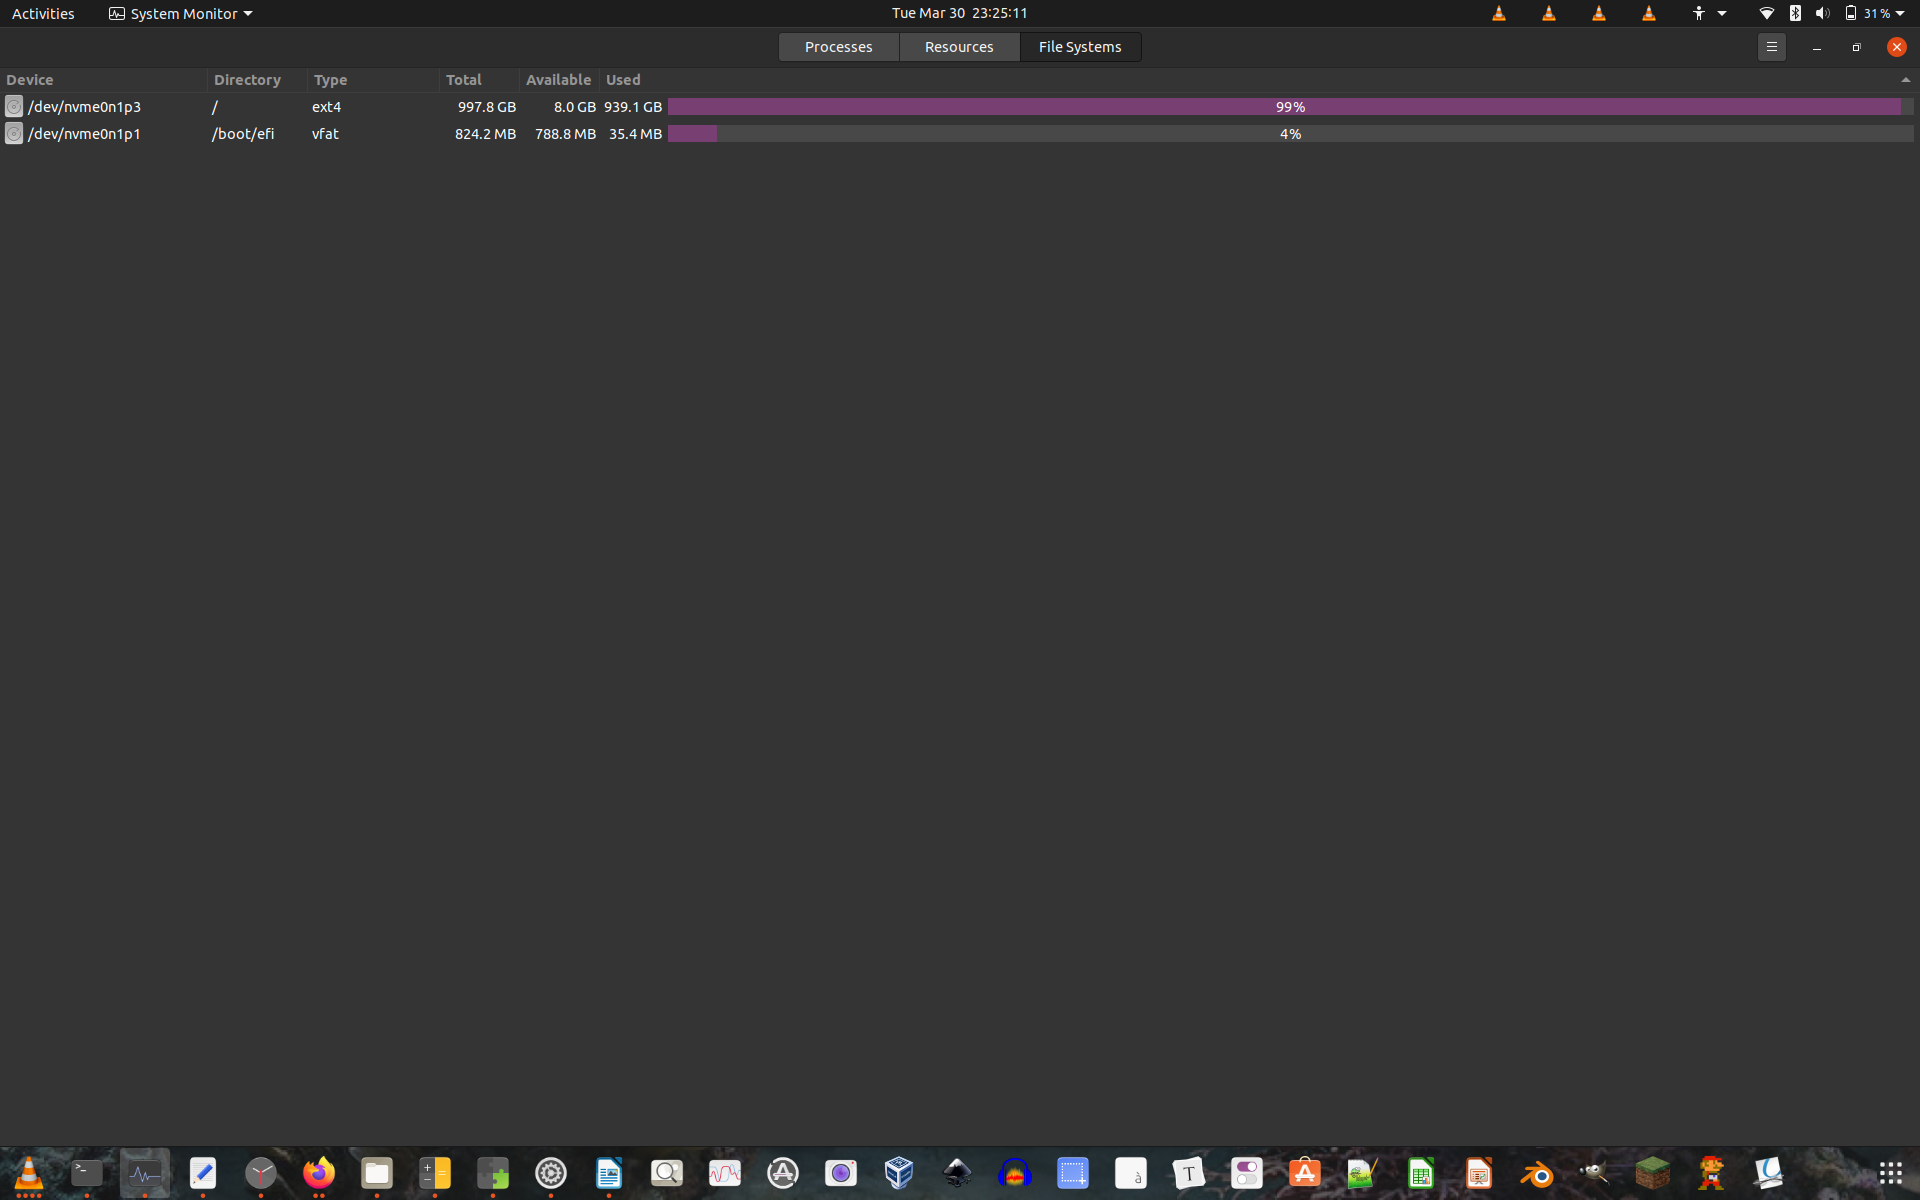 Activities System Monitor Tue Mar 30 23:25:11 31%
Processes Resources File Systems
Device Directory Type Total Available Used
/dev/nvme0n1p3 / ext4 997.8 GB 8.0 GB 939.1 GB 99%
/dev/nvme0n1p1 /boot/efi vfat 824.2 MB 788.8 MB 35.4 MB 4%